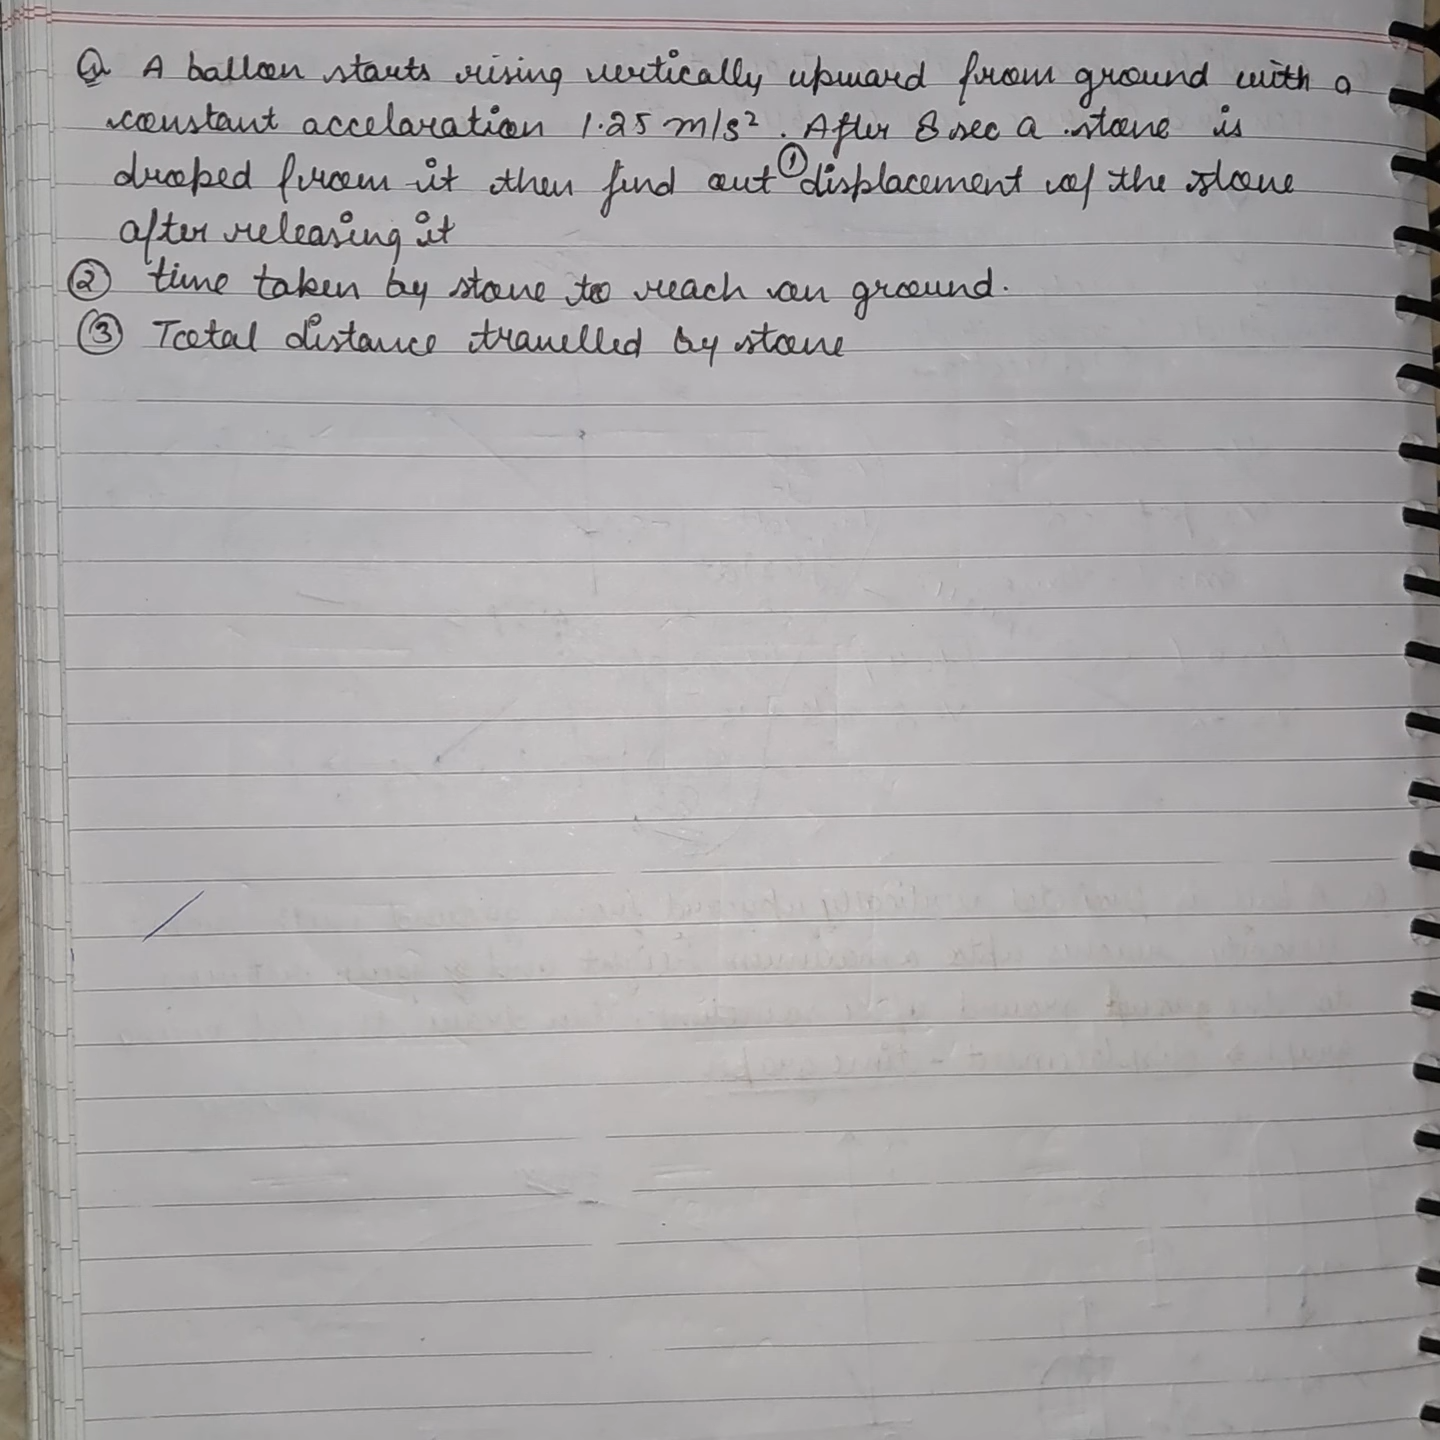 Q. A balloon starts rising vertically upward from ground with a
constant accelaration 1.25 m/s². After 8 sec a stone is
droped from it then find out ① displacement of the stone
after releasing it
② time taken by stone to reach on ground.
③ Total distance travelled by stone